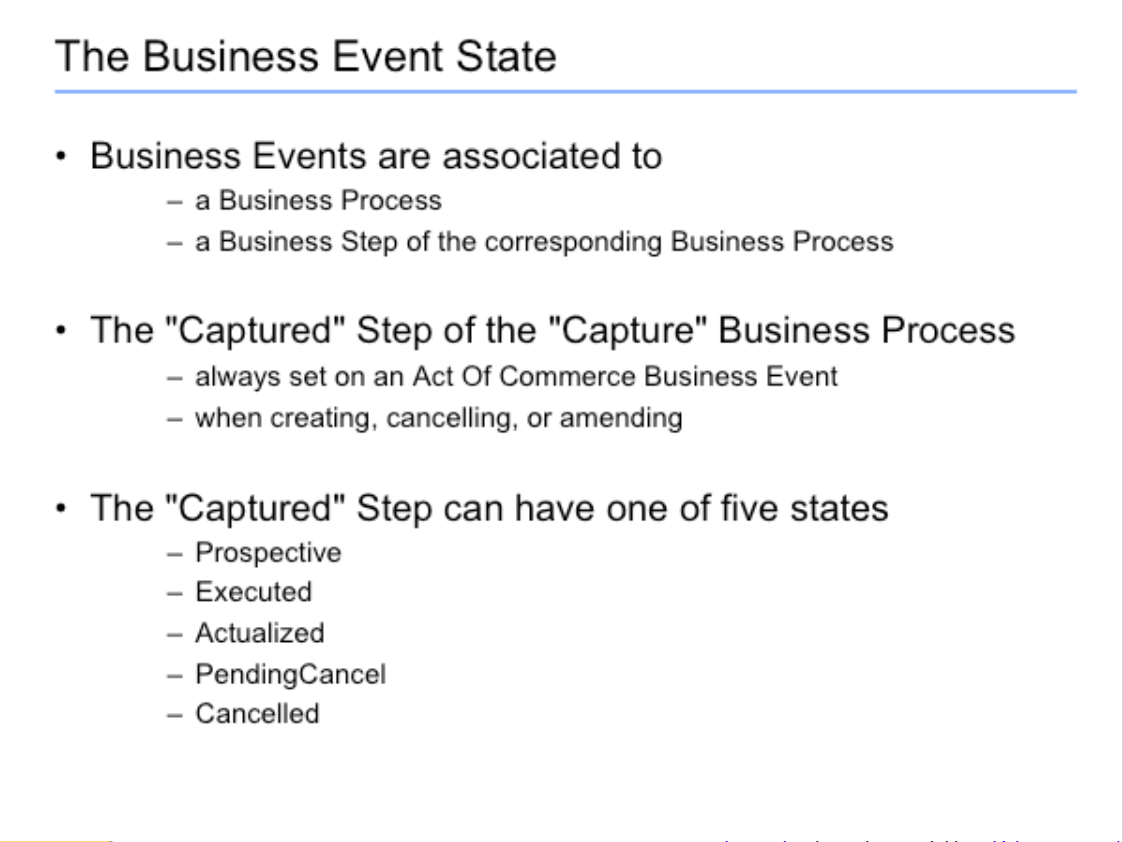 The Business Event State
• Business Events are associated to
– a Business Process
– a Business Step of the corresponding Business Process
• The "Captured" Step of the "Capture" Business Process
– always set on an Act Of Commerce Business Event
– when creating, cancelling, or amending
• The "Captured" Step can have one of five states
– Prospective
– Executed
– Actualized
– PendingCancel
– Cancelled